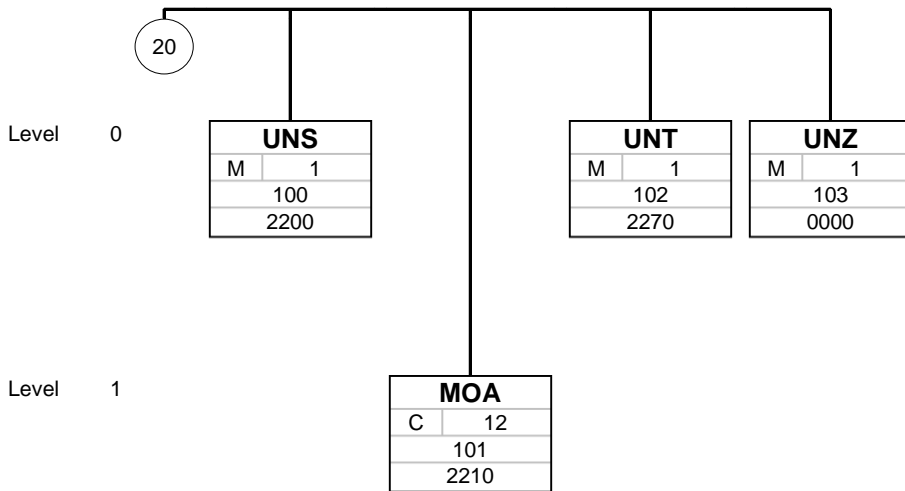 20
Level 0
UNS
M 1
100
2200
UNT
M 1
102
2270
UNZ
M 1
103
0000
Level 1
MOA
C 12
101
2210